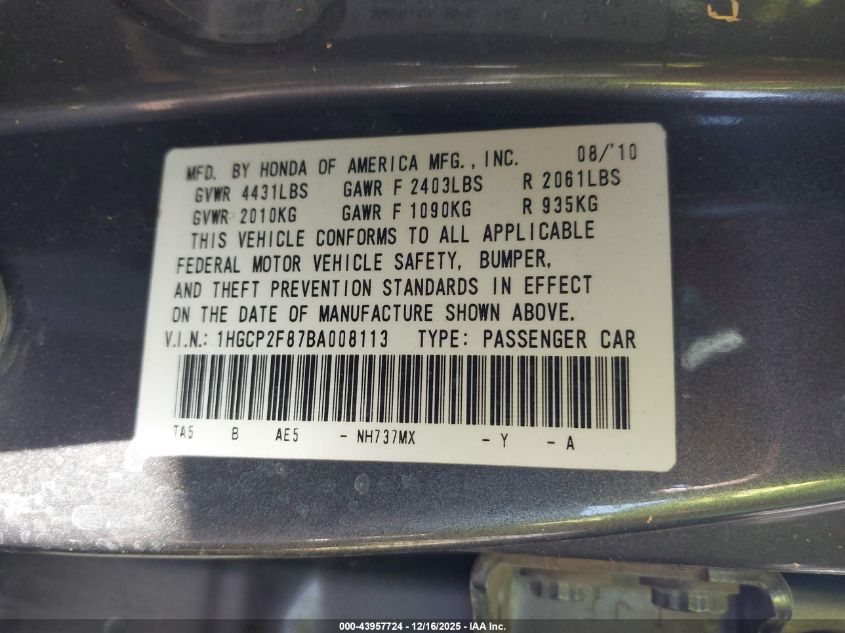 MFD. BY HONDA OF AMERICA MFG., INC. 08/'10
GVWR 4431LBS GAWR F 2403LBS R 2061LBS
GVWR 2010KG GAWR F 1090KG R 935KG
THIS VEHICLE CONFORMS TO ALL APPLICABLE
FEDERAL MOTOR VEHICLE SAFETY, BUMPER,
AND THEFT PREVENTION STANDARDS IN EFFECT
ON THE DATE OF MANUFACTURE SHOWN ABOVE.
V.I.N.: 1HGCP2F87BA008113 TYPE: PASSENGER CAR
TA5 B AE5 - NH737MX - Y - A
000-43957724 - 12/16/2025 - IAA Inc.